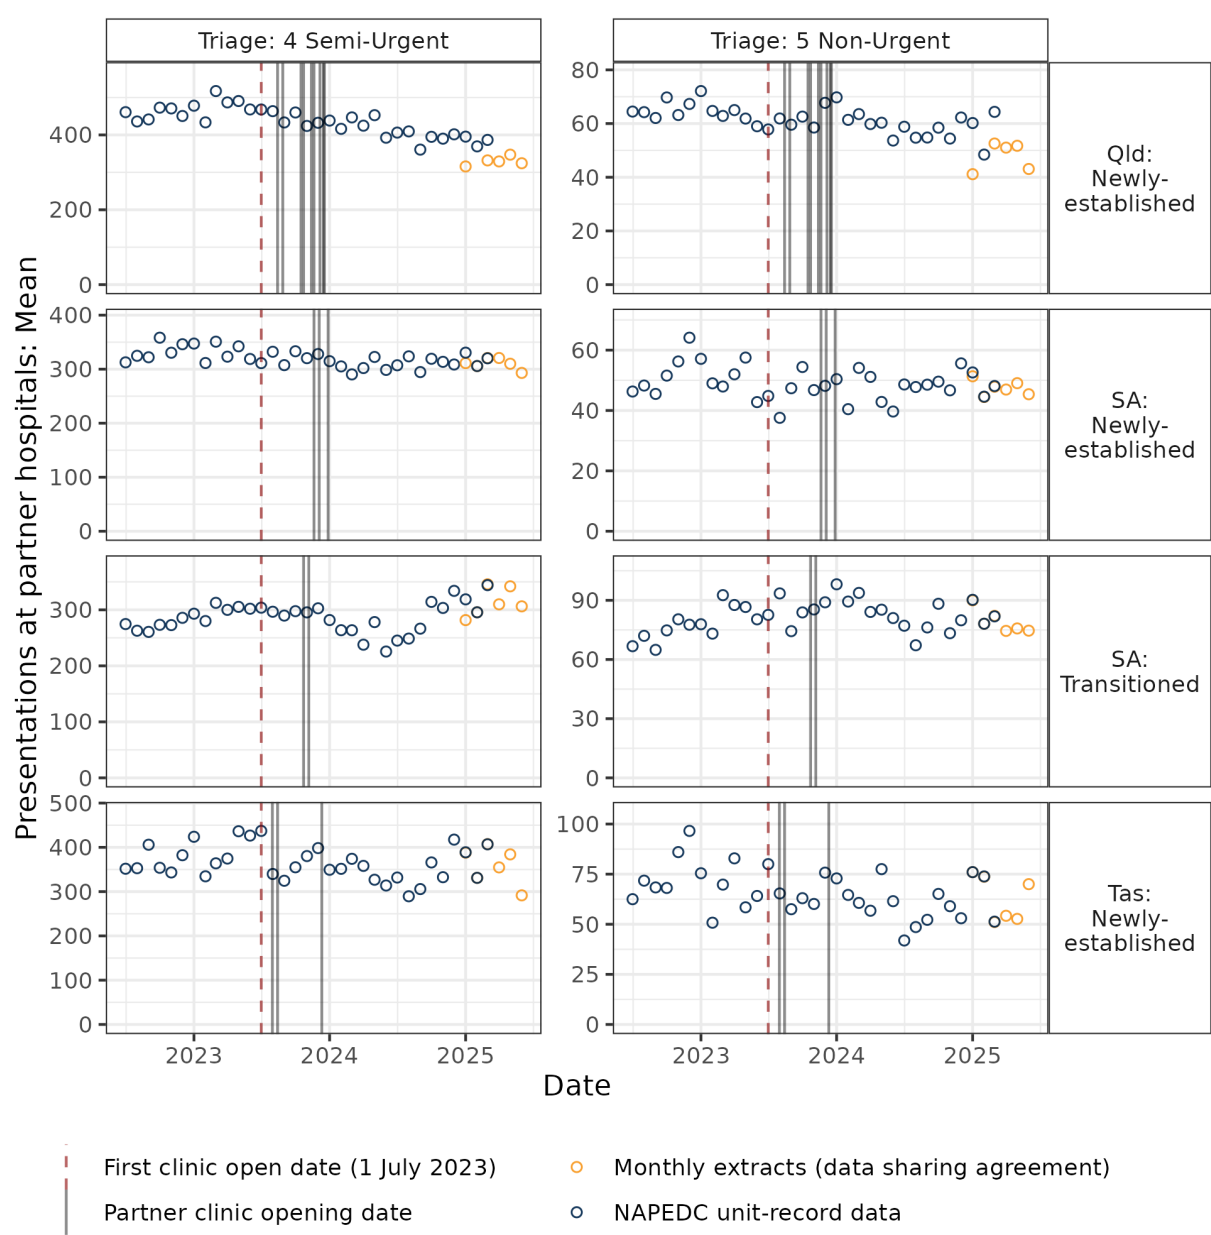 Triage: 4 Semi-Urgent
Triage: 5 Non-Urgent
Presentations at partner hospitals: Mean
400
200
0
80
60
40
20
0
Qld:
Newly-
established
400
300
200
100
0
60
40
20
0
SA:
Newly-
established
300
200
100
0
90
60
30
0
SA:
Transitioned
500
400
300
200
100
0
100
75
50
25
0
Tas:
Newly-
established
2023
2024
2025
2023
2024
2025
Date
First clinic open date (1 July 2023)
Partner clinic opening date
Monthly extracts (data sharing agreement)
NAPEDC unit-record data